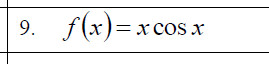 9. f(x) = x cos x